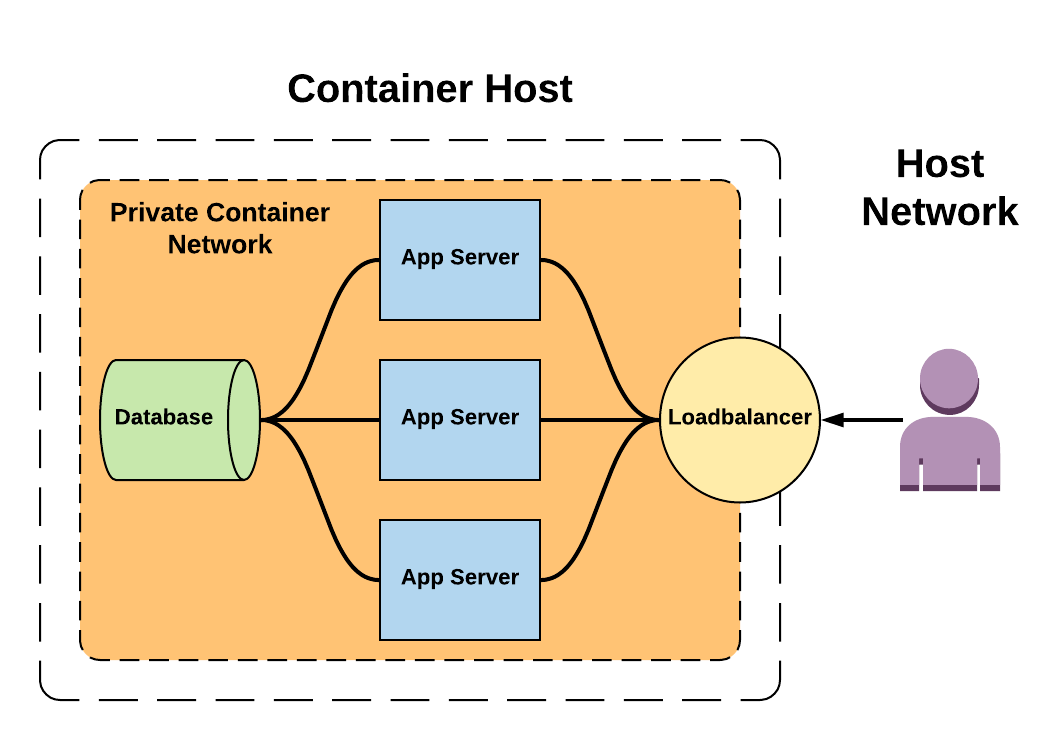 Container Host
Host
Network
Private Container
Network
App Server
Database
App Server
Loadbalancer
App Server